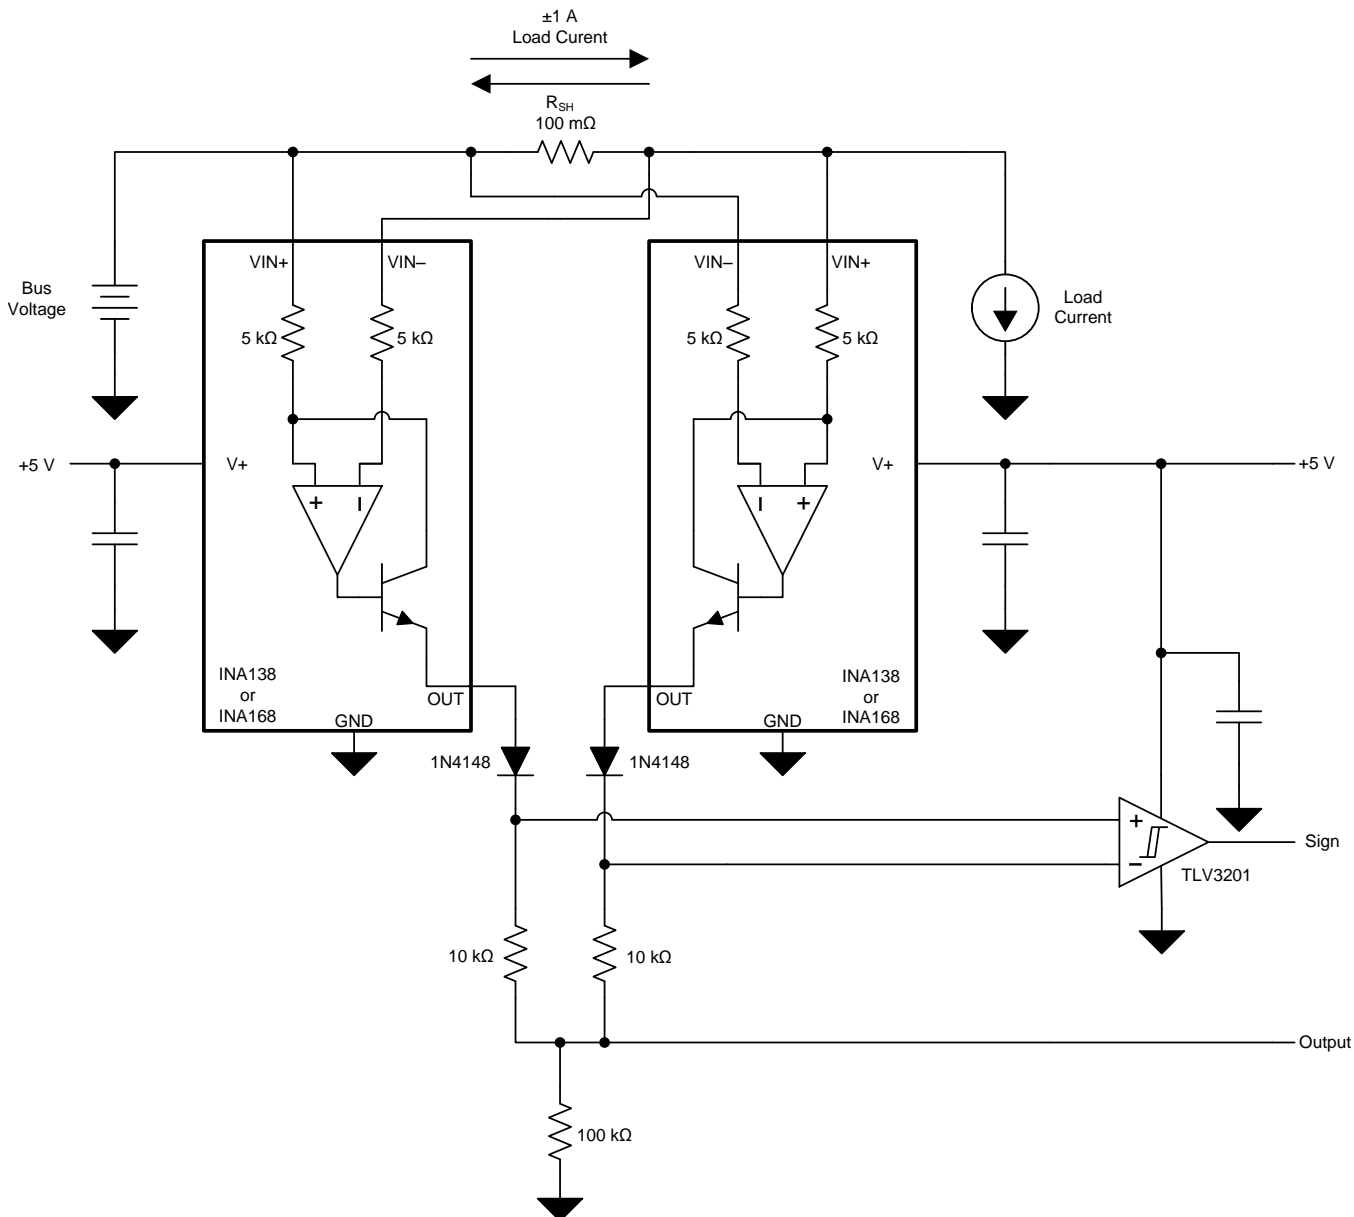 ±1 A
Load Curent
RSH
100 mΩ
VIN+
VIN–
VIN–
VIN+
Bus
Voltage
Load
Current
5 kΩ
5 kΩ
5 kΩ
5 kΩ
+5 V
V+
V+
+5 V
+
–
–
+
INA138
or
INA168
OUT
GND
INA138
or
INA168
OUT
GND
1N4148
1N4148
+
–
Sign
TLV3201
10 kΩ
10 kΩ
Output
100 kΩ